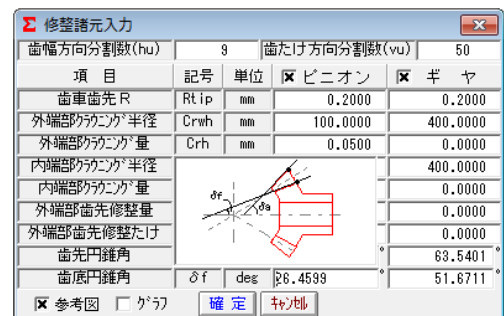 Σ 修整諸元入力
歯幅方向分割数(hu) 9 歯たけ方向分割数(vu) 50
項 目 記号 単位 ピニオン ギ ヤ
歯車歯先R Rtip mm 0.2000 0.2000
外端部クラウニング半径 Crwh mm 100.0000 400.0000
外端部クラウニング量 Crh mm 0.0500 0.0000
内端部クラウニング半径 400.0000
内端部クラウニング量 0.0000
外端部歯先修整量 δf δa 0.0000
外端部歯先修整たけ 0.0000
歯先円錐角 ° 63.5401 °
歯底円錐角 δf deg 26.4599 ° 51.6711 °
参考図 グラフ 確 定 キャンセル